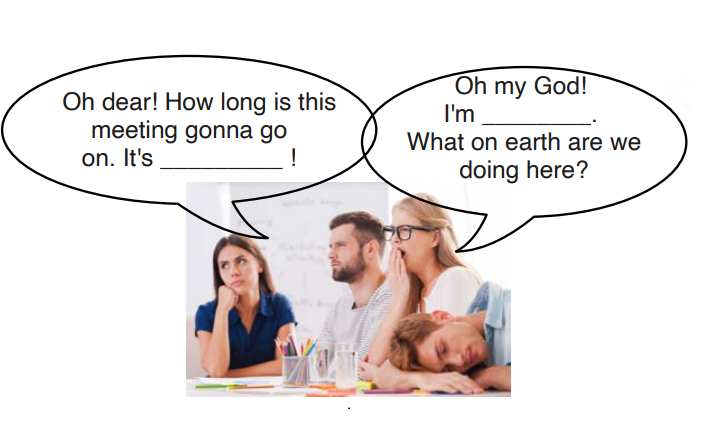 Oh dear! How long is this
meeting gonna go
on. It's _________ !
Oh my God!
I'm ________.
What on earth are we
doing here?